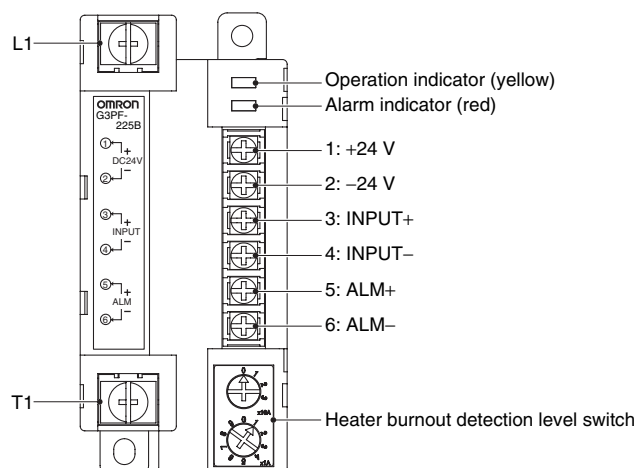 L1
Operation indicator (yellow)
Alarm indicator (red)
OMRON
G3PF-
225B
1 +
DC24V
2 −
3 +
INPUT
4 −
5 +
ALM
6 −
1: +24 V
2: −24 V
3: INPUT+
4: INPUT−
5: ALM+
6: ALM−
T1
x10A
Heater burnout detection level switch
x1A